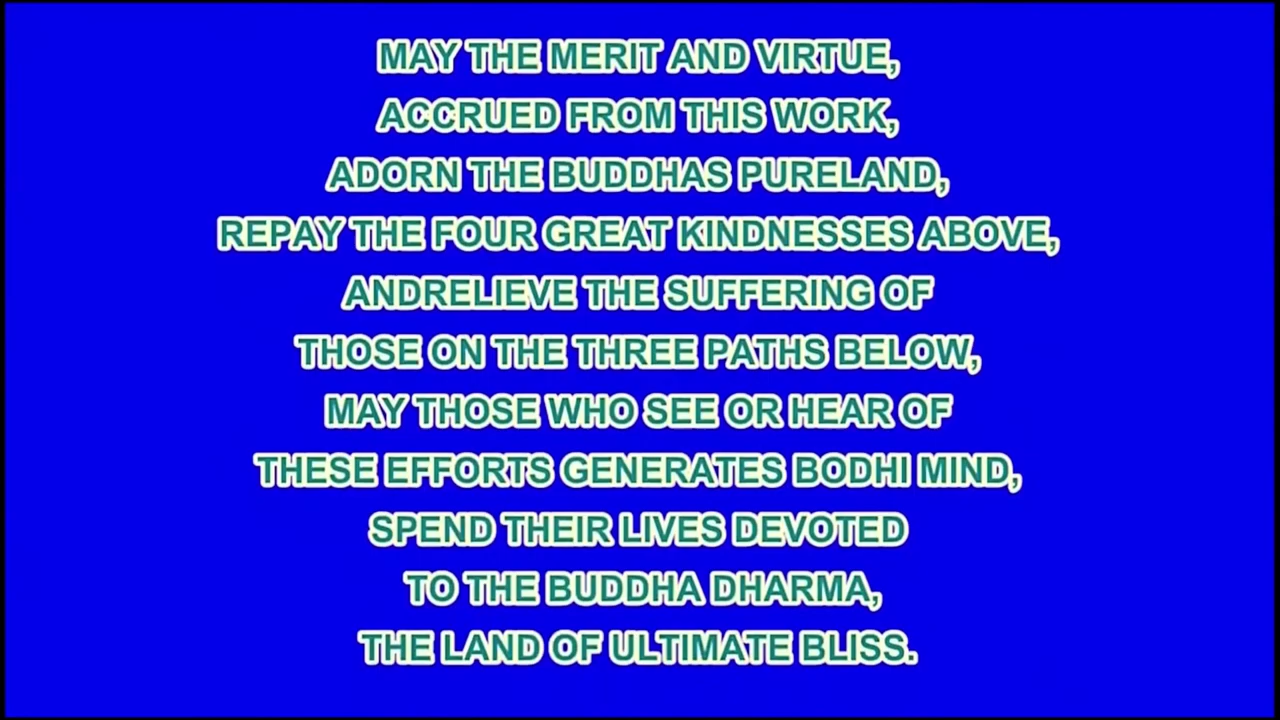 MAY THE MERIT AND VIRTUE,
ACCRUED FROM THIS WORK,
ADORN THE BUDDHAS PURELAND,
REPAY THE FOUR GREAT KINDNESSES ABOVE,
ANDRELIEVE THE SUFFERING OF
THOSE ON THE THREE PATHS BELOW,
MAY THOSE WHO SEE OR HEAR OF
THESE EFFORTS GENERATES BODHI MIND,
SPEND THEIR LIVES DEVOTED
TO THE BUDDHA DHARMA,
THE LAND OF ULTIMATE BLISS.